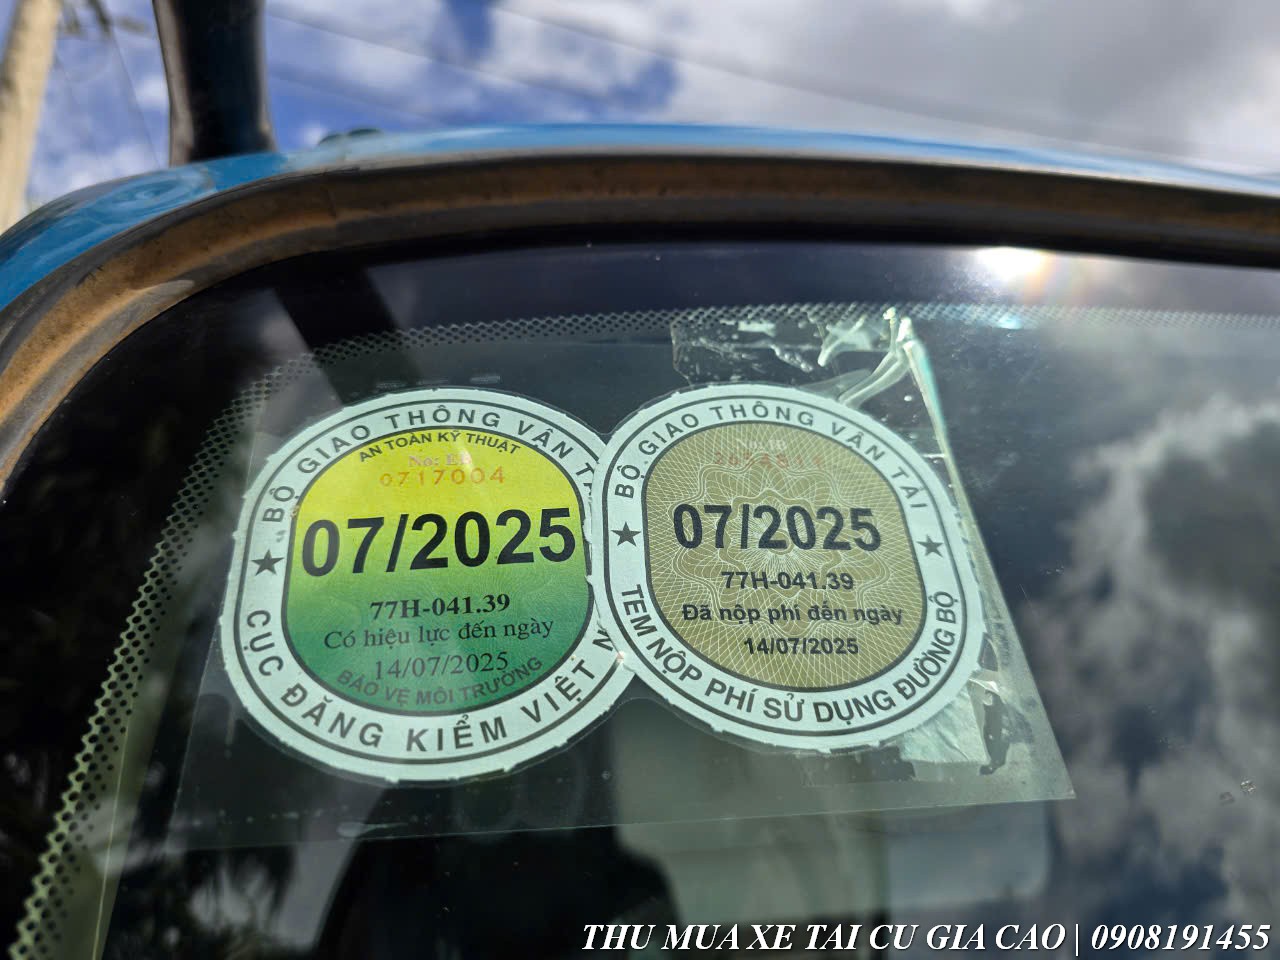 BỘ GIAO THÔNG VẬN TẢI
AN TOÀN KỸ THUẬT
No: EB
0717004
07/2025
77H-041.39
Có hiệu lực đến ngày
14/07/2025
BẢO VỆ MÔI TRƯỜNG
CỤC ĐĂNG KIỂM VIỆT
BỘ GIAO THÔNG VẬN TẢI
07/2025
77H-041.39
Đã nộp phí đến ngày
14/07/2025
TEM NỘP PHÍ SỬ DỤNG ĐƯỜNG BỘ
THU MUA XE TAI CU GIA CAO | 0908191455